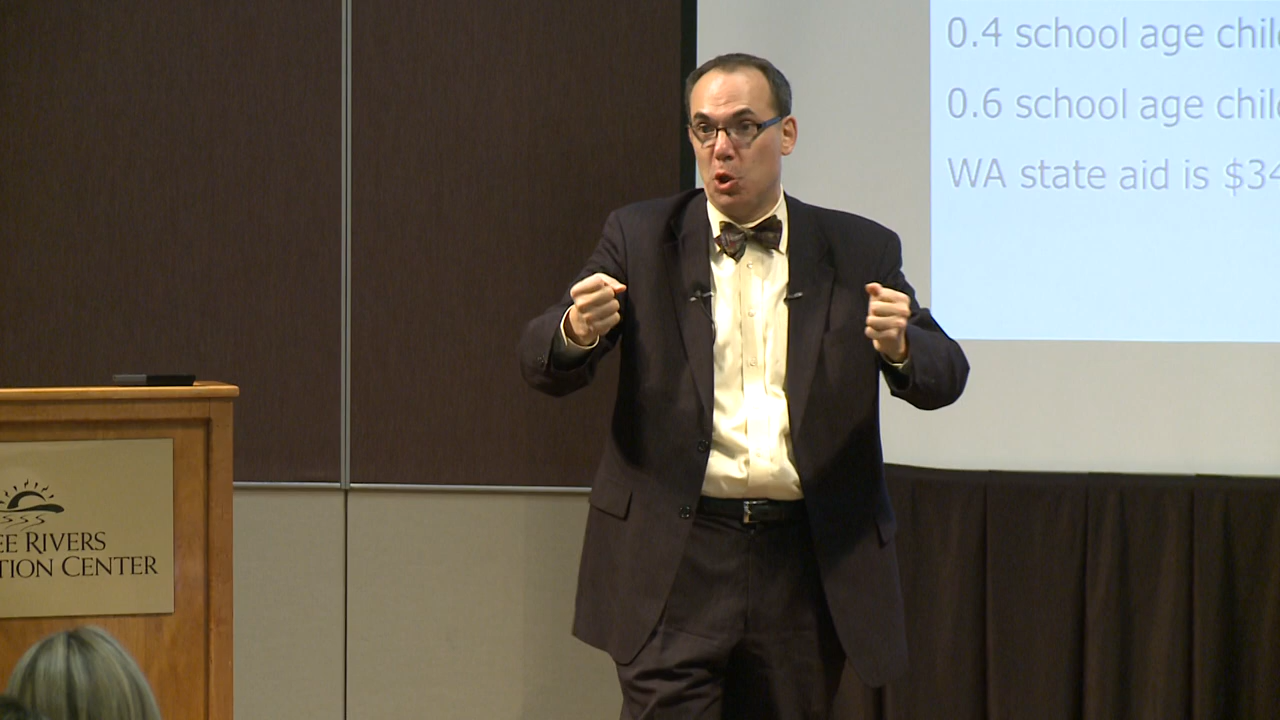 0.4 school age chil
0.6 school age chil
WA state aid is $34
EE RIVERS
TION CENTER